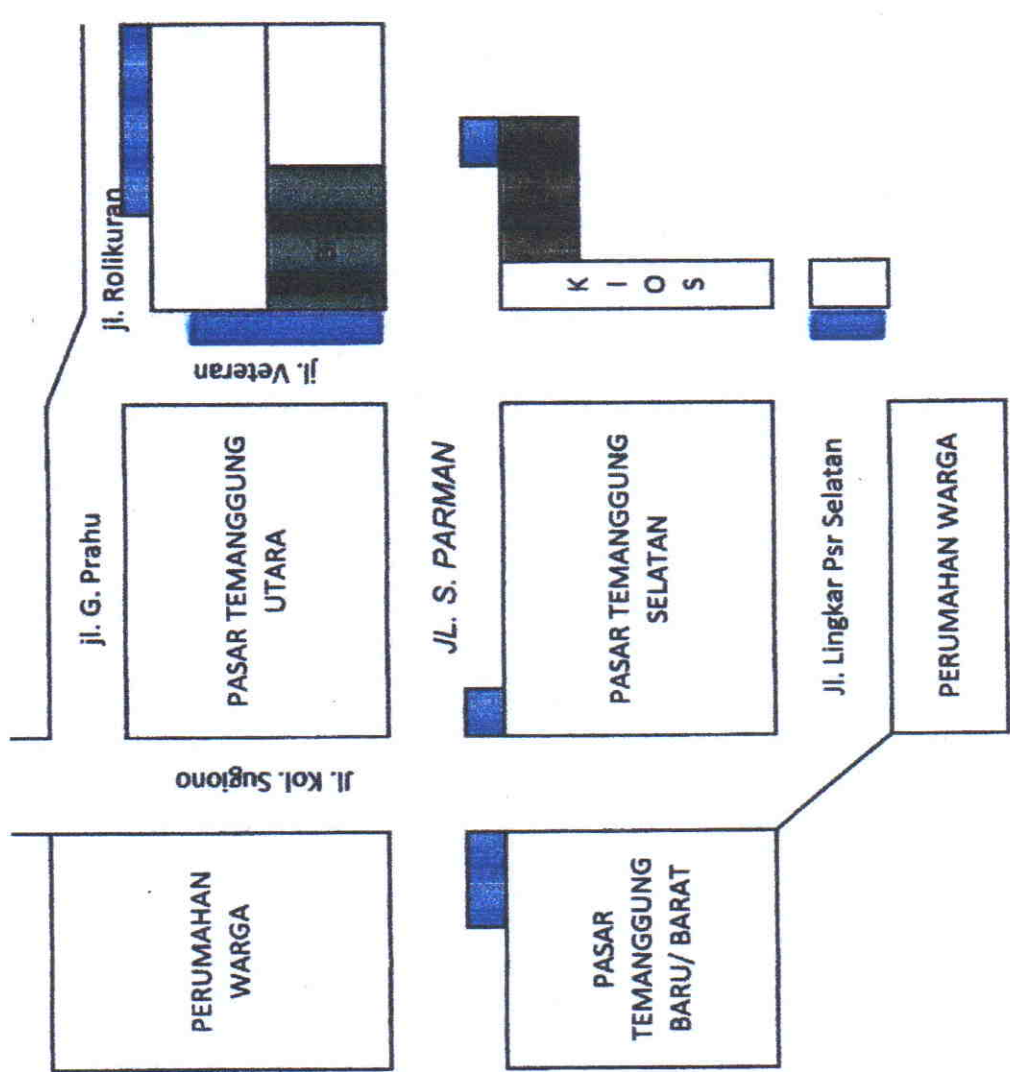 jl. G. Prahu
jl. Rolikuran
PERUMAHAN
WARGA
Jl. Kol. Sugiono
PASAR TEMANGGUNG
UTARA
jl. Veteran
JL. S. PARMAN
PASAR
TEMANGGUNG
BARU/ BARAT
PASAR TEMANGGUNG
SELATAN
K I O S
Jl. Lingkar Psr Selatan
PERUMAHAN WARGA